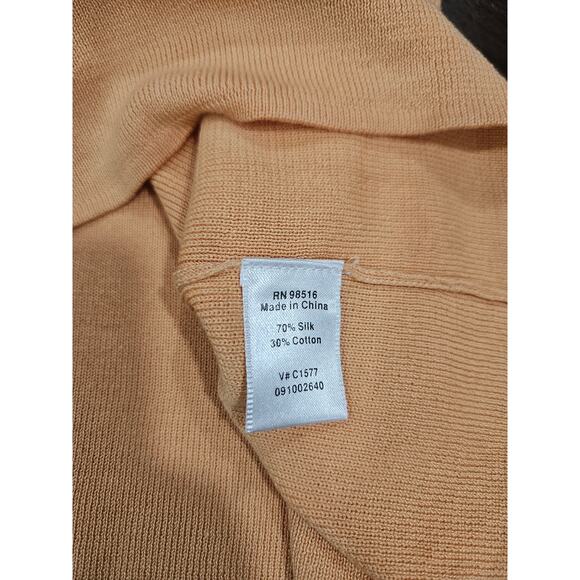 RN 98516
Made in China
70% Silk
30% Cotton
V# C1577
091002640